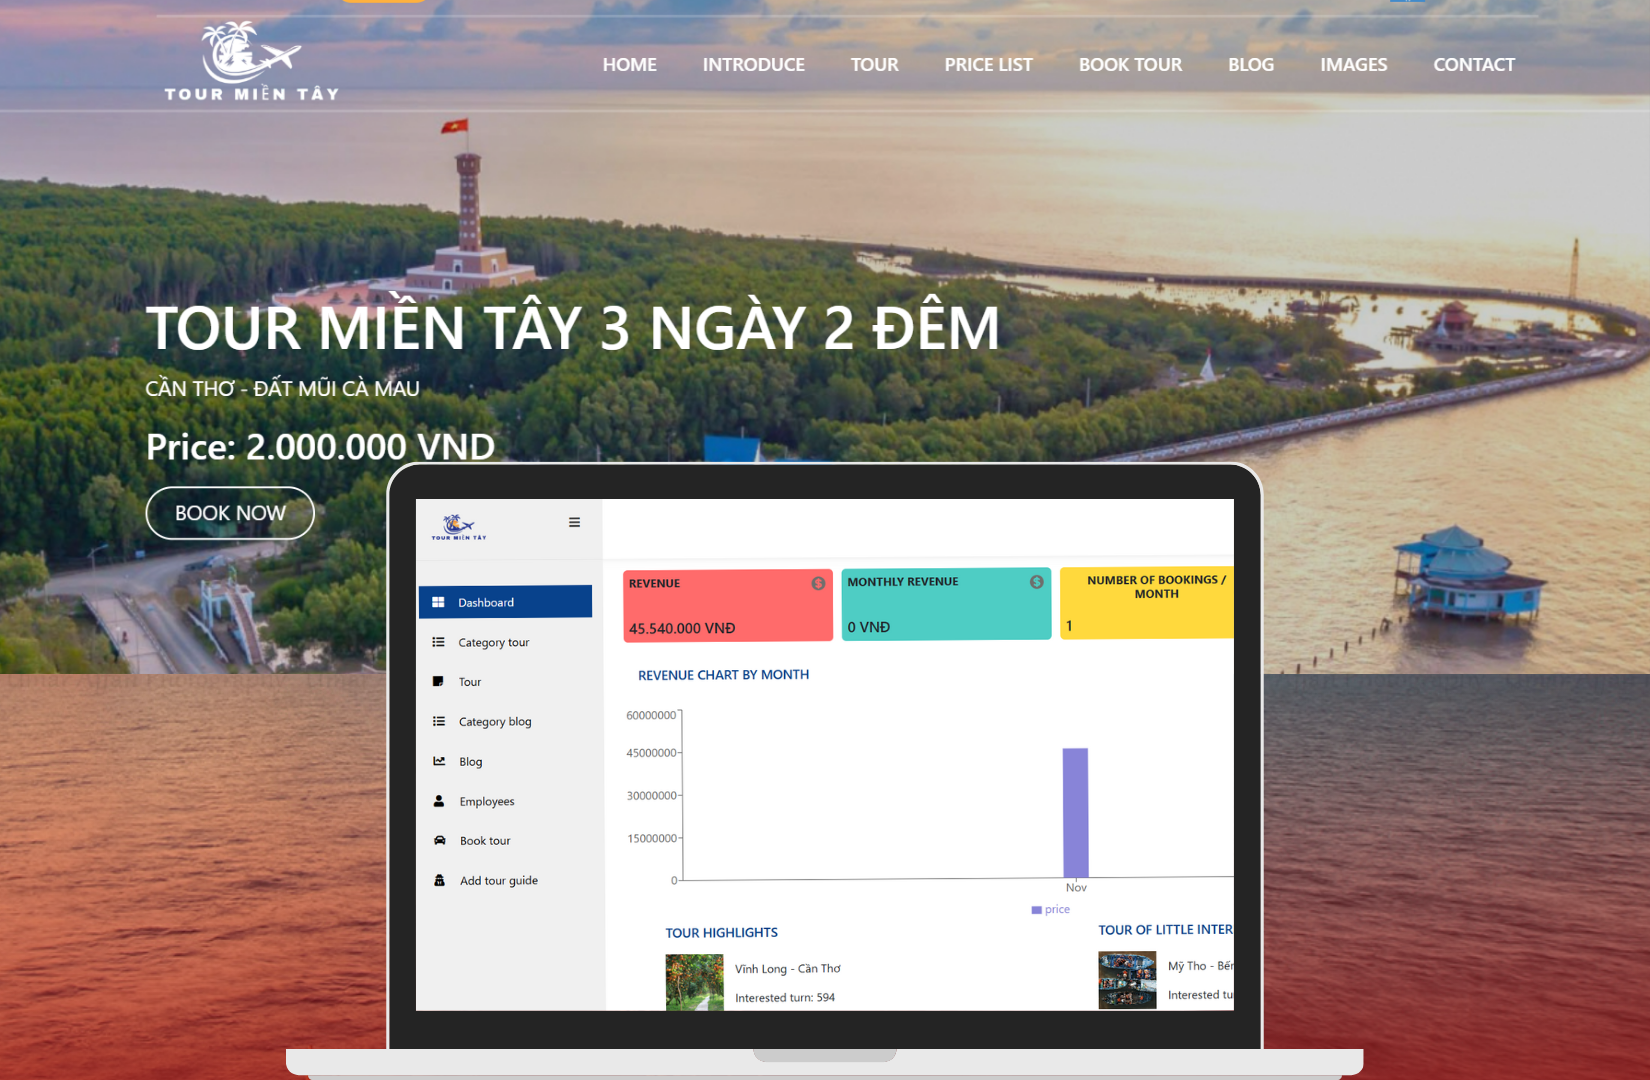 TOUR MIỀN TÂY
HOME INTRODUCE TOUR PRICE LIST BOOK TOUR BLOG IMAGES CONTACT
TOUR MIỀN TÂY 3 NGÀY 2 ĐÊM
CẦN THƠ - ĐẤT MŨI CÀ MAU
Price: 2.000.000 VND
BOOK NOW
TOUR MIỀN TÂY
Dashboard
Category tour
Tour
Category blog
Blog
Employees
Book tour
Add tour guide
REVENUE
45.540.000 VNĐ
MONTHLY REVENUE
0 VNĐ
NUMBER OF BOOKINGS /
MONTH
1
REVENUE CHART BY MONTH
60000000
45000000
30000000
15000000
0
Nov
price
TOUR HIGHLIGHTS
Vĩnh Long - Cần Thơ
Interested turn: 594
TOUR OF LITTLE INTER
Mỹ Tho - Bến
Interested tu